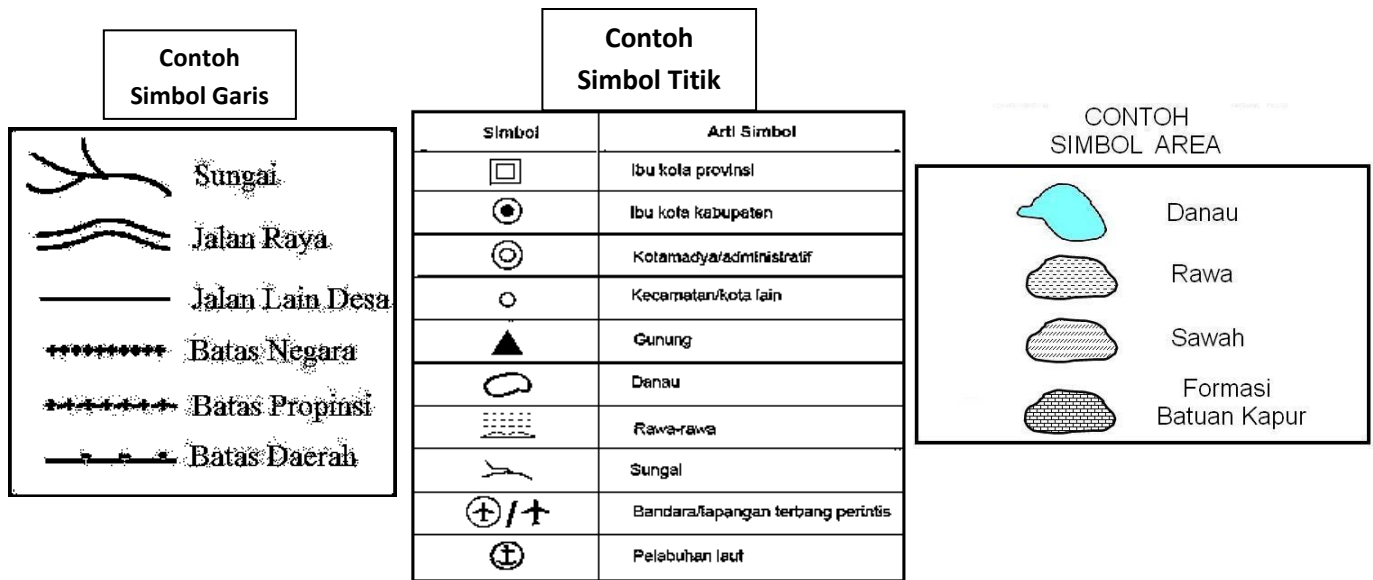 Contoh
Simbol Garis
Sungai
Jalan Raya
Jalan Lain Desa
Batas Negara
Batas Propinsi
Batas Daerah
Contoh
Simbol Titik
Simbol Arti Simbol
Ibu kota provinsi
Ibu kota kabupaten
Kotamadya/administratif
Kecamatan/kota lain
Gunung
Danau
Rawa-rawa
Sungai
Bandara/lapangan terbang perintis
Pelabuhan laut
CONTOH
SIMBOL AREA
Danau
Rawa
Sawah
Formasi
Batuan Kapur